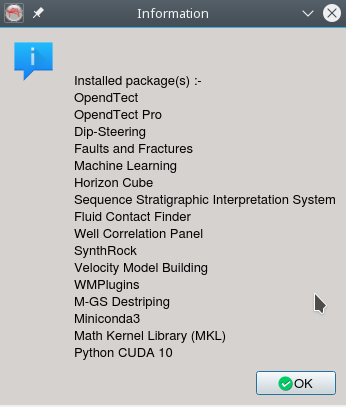 Information
Installed package(s) :-
OpendTect
OpendTect Pro
Dip-Steering
Faults and Fractures
Machine Learning
Horizon Cube
Sequence Stratigraphic Interpretation System
Fluid Contact Finder
Well Correlation Panel
SynthRock
Velocity Model Building
WMPlugins
M-GS Destriping
Miniconda3
Math Kernel Library (MKL)
Python CUDA 10
OK